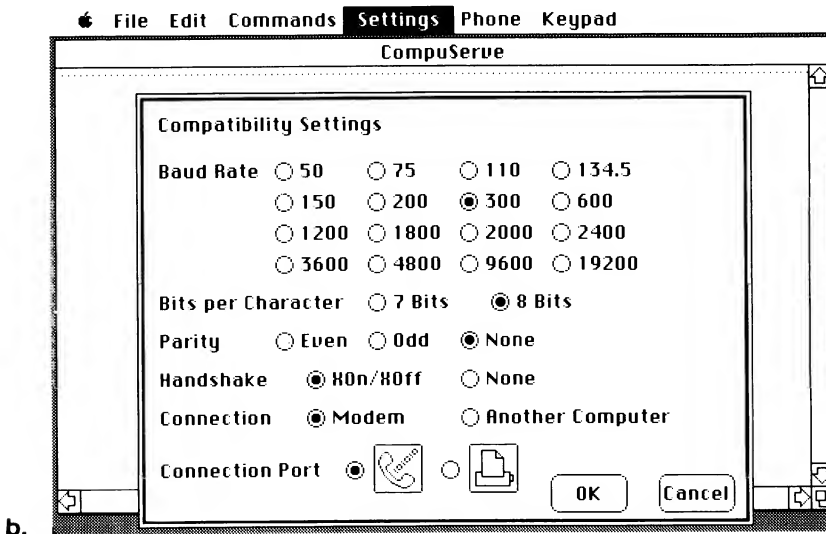 File Edit Commands Settings Phone Keypad
CompuServe
Compatibility Settings
Baud Rate 50 75 110 134.5
150 200 300 600
1200 1800 2000 2400
3600 4800 9600 19200
Bits per Character 7 Bits 8 Bits
Parity Even Odd None
Handshake XOn/XOff None
Connection Modem Another Computer
Connection Port
OK Cancel
b.